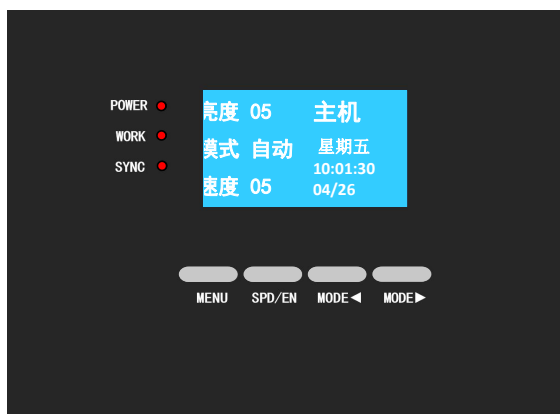 POWER
WORK
SYNC
亮度 05
主机
模式 自动
星期五
10:01:30
速度 05
04/26
MENU
SPD/EN
MODE◀
MODE▶